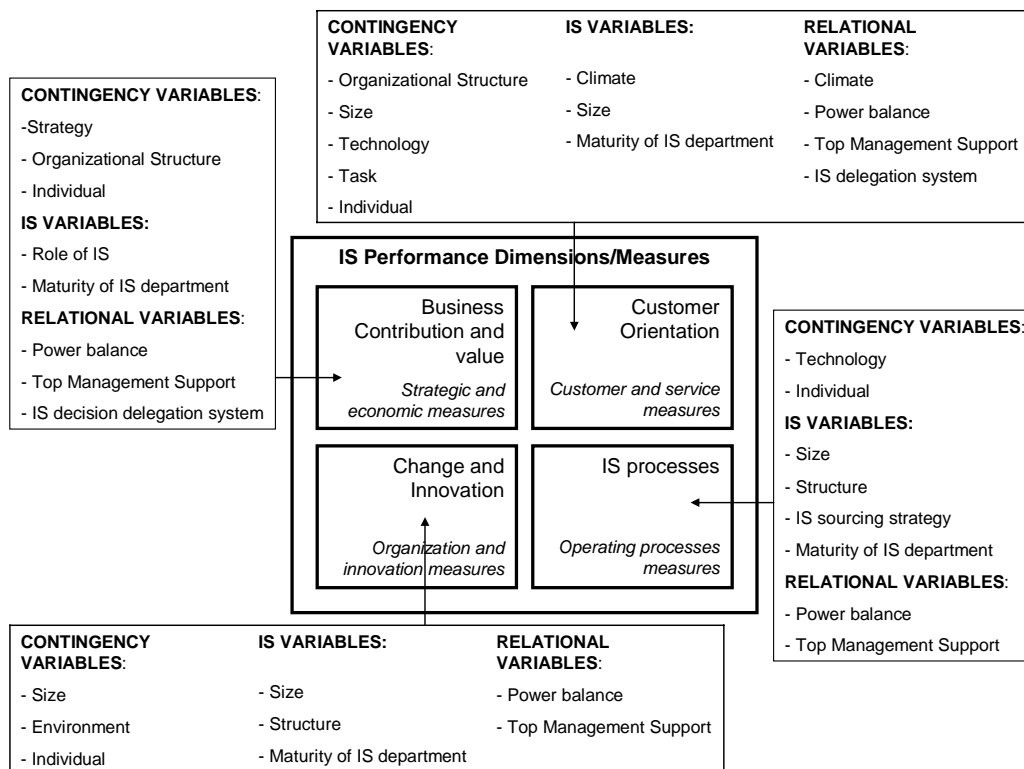 CONTINGENCY
VARIABLES:
- Organizational Structure
- Size
- Technology
- Task
- Individual
IS VARIABLES:
- Climate
- Size
- Maturity of IS department
RELATIONAL
VARIABLES:
- Climate
- Power balance
- Top Management Support
- IS delegation system
CONTINGENCY VARIABLES:
-Strategy
- Organizational Structure
- Individual
IS VARIABLES:
- Role of IS
- Maturity of IS department
RELATIONAL VARIABLES:
- Power balance
- Top Management Support
- IS decision delegation system
IS Performance Dimensions/Measures
Business
Contribution and
value
Strategic and
economic measures
Customer
Orientation
Customer and service
measures
Change and
Innovation
Organization and
innovation measures
IS processes
Operating processes
measures
CONTINGENCY VARIABLES:
- Technology
- Individual
IS VARIABLES:
- Size
- Structure
- IS sourcing strategy
- Maturity of IS department
RELATIONAL VARIABLES:
- Power balance
- Top Management Support
CONTINGENCY
VARIABLES:
- Size
- Environment
- Individual
IS VARIABLES:
- Size
- Structure
- Maturity of IS department
RELATIONAL
VARIABLES:
- Power balance
- Top Management Support